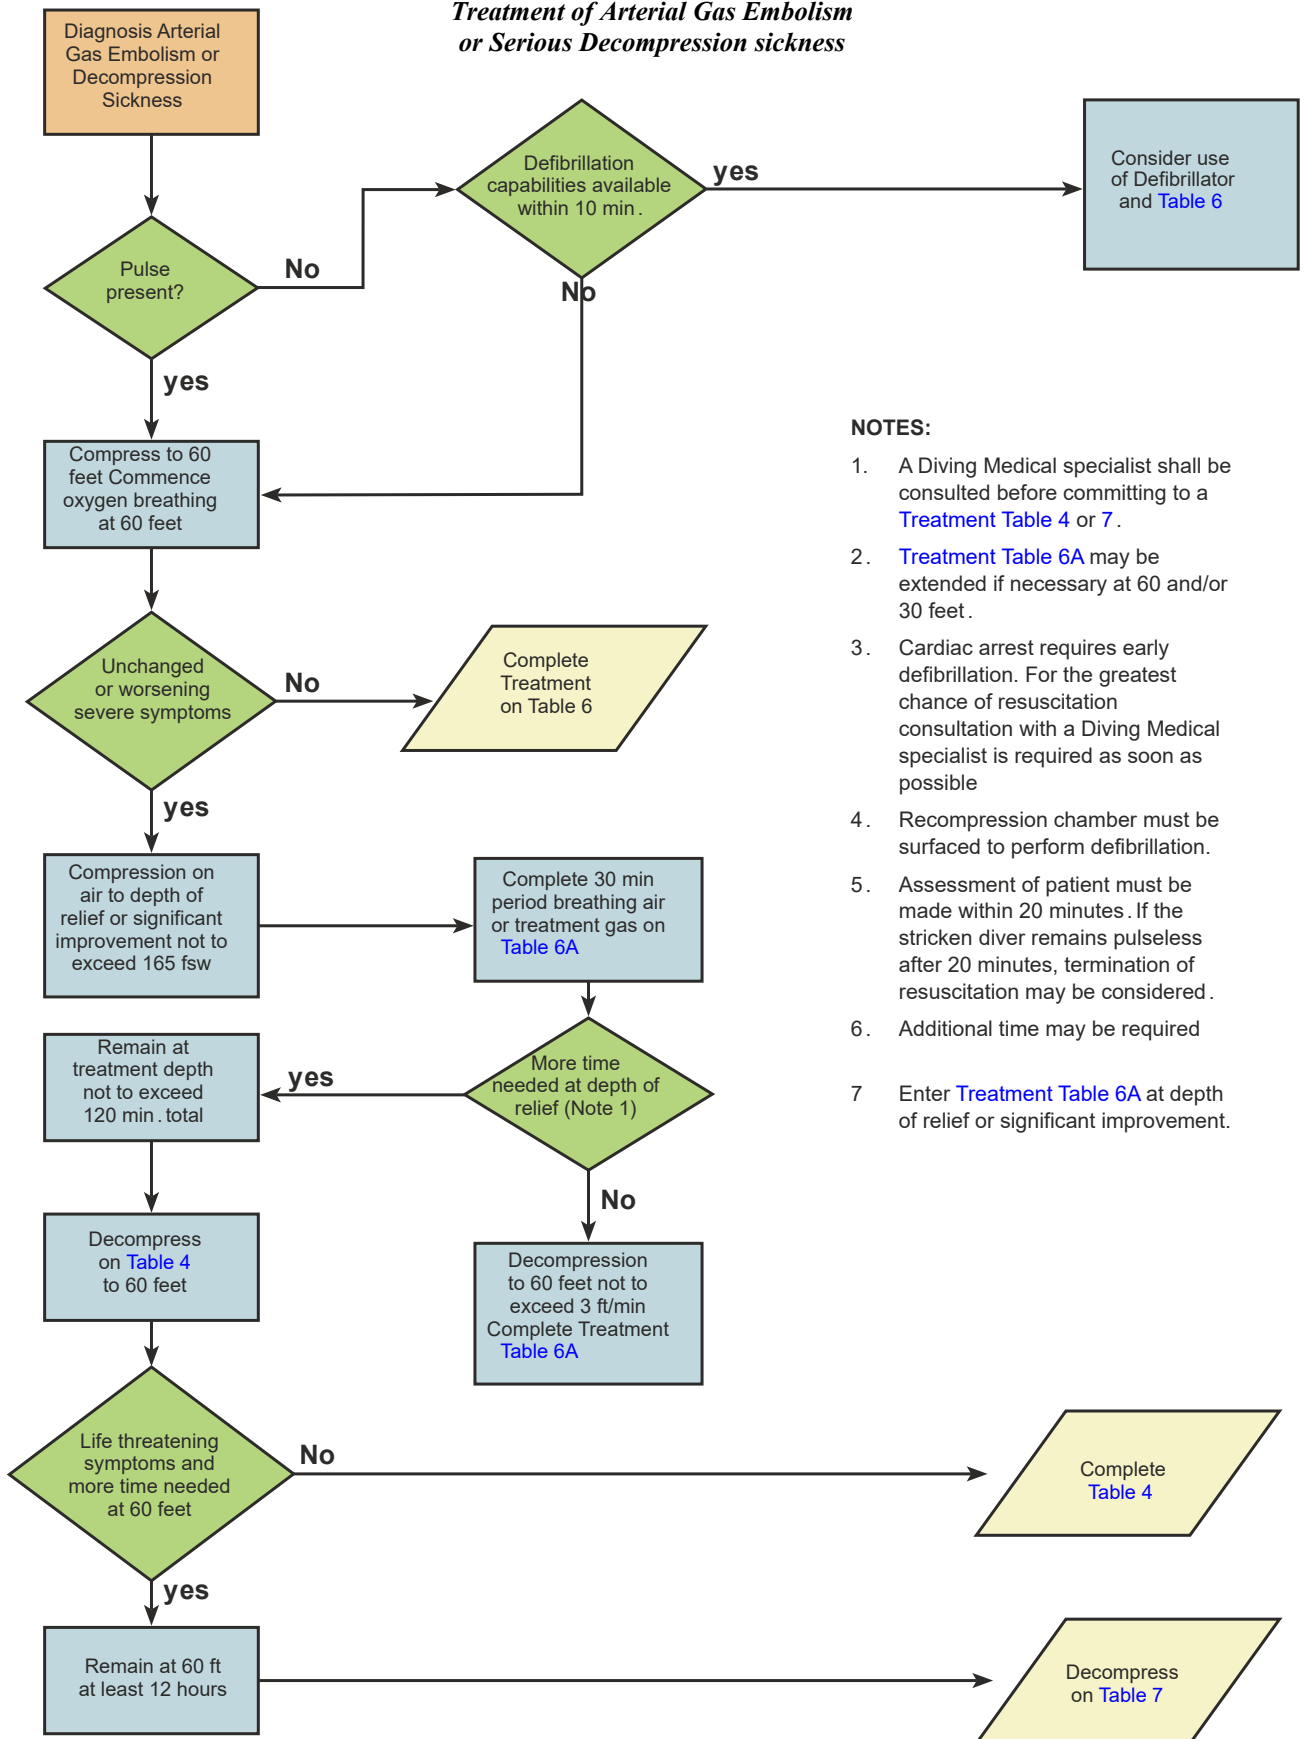 Treatment of Arterial Gas Embolism
or Serious Decompression sickness
Diagnosis Arterial
Gas Embolism or
Decompression
Sickness
Defibrillation
capabilities available
within 10 min.
yes
Consider use
of Defibrillator
and Table 6
Pulse
present?
No
No
yes
Compress to 60
feet Commence
oxygen breathing
at 60 feet
Unchanged
or worsening
severe symptoms
No
Complete
Treatment
on Table 6
yes
Compression on
air to depth of
relief or significant
improvement not to
exceed 165 fsw
Complete 30 min
period breathing air
or treatment gas on
Table 6A
More time
needed at depth of
relief (Note 1)
yes
Remain at
treatment depth
not to exceed
120 min. total
No
Decompression
to 60 feet not to
exceed 3 ft/min
Complete Treatment
Table 6A
Decompress
on Table 4
to 60 feet
Life threatening
symptoms and
more time needed
at 60 feet
No
Complete
Table 4
yes
Remain at 60 ft
at least 12 hours
Decompress
on Table 7
NOTES:
1. A Diving Medical specialist shall be
consulted before committing to a
Treatment Table 4 or 7.
2. Treatment Table 6A may be
extended if necessary at 60 and/or
30 feet.
3. Cardiac arrest requires early
defibrillation. For the greatest
chance of resuscitation
consultation with a Diving Medical
specialist is required as soon as
possible
4. Recompression chamber must be
surfaced to perform defibrillation.
5. Assessment of patient must be
made within 20 minutes. If the
stricken diver remains pulseless
after 20 minutes, termination of
resuscitation may be considered.
6. Additional time may be required
7 Enter Treatment Table 6A at depth
of relief or significant improvement.